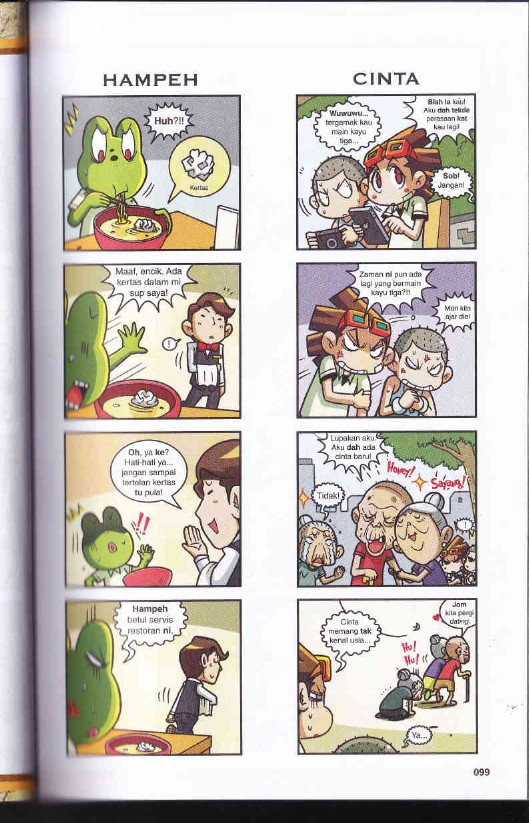 HAMPEH
Huh?!!
Kertas
Maaf, encik. Ada
kertas dalam mi
sup saya!
!
Oh, ya ke?
Hati-hati ya...
jangan sampai
tertelan kertas
tu pula!
!!
Hampeh
betul servis
restoran ni.
CINTA
Wuwuwu...
tergamak kau
main kayu
tiga...
Blah la kau!
Aku dah takde
perasaan kat
kau lagi!
Sob!
Jangan!
Zaman ni pun ada
lagi yang bermain
kayu tiga?!!
Mari kita
ajar dia!
Lupakan aku.
Aku dah ada
cinta baru!
Honey!
Sayang!
Tidak!
!
Cinta
memang tak
kenal usia...
Jom
kita pergi
dating.
Hu!
Hu!
Ya...
099